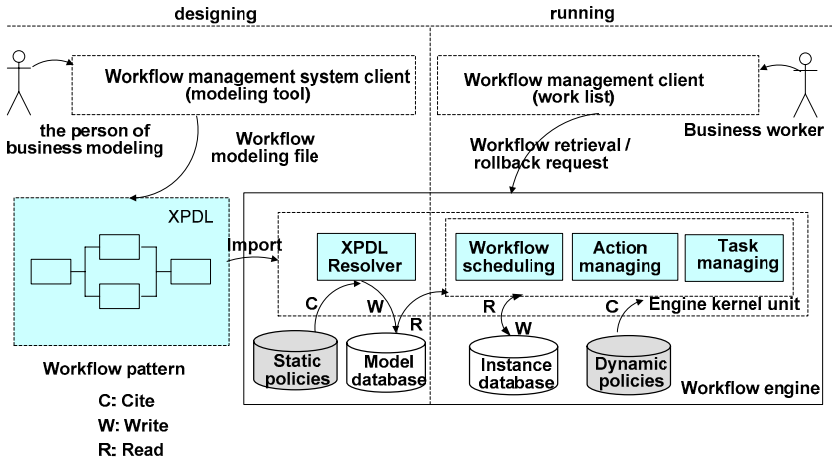 designing
running
Workflow management system client
(modeling tool)
Workflow management client
(work list)
the person of
business modeling
Workflow
modeling file
Workflow retrieval /
rollback request
Business worker
XPDL
Import
XPDL
Resolver
Workflow
scheduling
Action
managing
Task
managing
C
W
R
R
W
C
Engine kernel unit
Static
policies
Model
database
Instance
database
Dynamic
policies
Workflow engine
Workflow pattern
C: Cite
W: Write
R: Read